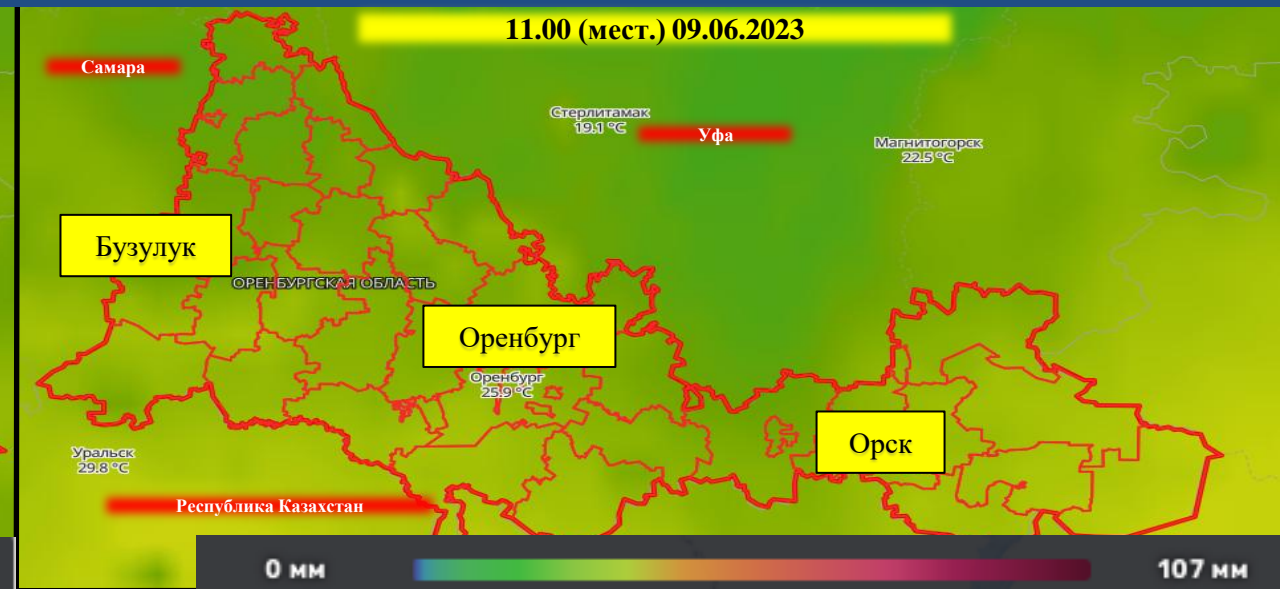 11.00 (мест.) 09.06.2023
Самара
Стерлитамак
19.1 °C
Уфа
Магнитогорск
22.5 °C
Бузулук
ОРЕНБУРГСКАЯ ОБЛАСТЬ
Оренбург
Оренбург
25.9 °C
Орск
Уральск
29.8 °C
Республика Казахстан
0 мм
107 мм